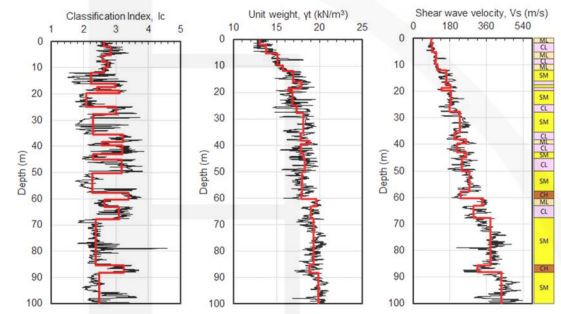 Classification Index, Ic
1 2 3 4 5
Depth (m)
0
10
20
30
40
50
60
70
80
90
100
Unit weight, γt (kN/m³)
10 15 20 25
Depth (m)
0
10
20
30
40
50
60
70
80
90
100
Shear wave velocity, Vs (m/s)
0 180 360 540
Depth (m)
0
10
20
30
40
50
60
70
80
90
100
ML
CL
ML
CL
ML
SM
SM
CL
SM
CL
ML
CL
SM
CL
SM
CH
ML
CL
SM
CH
SM